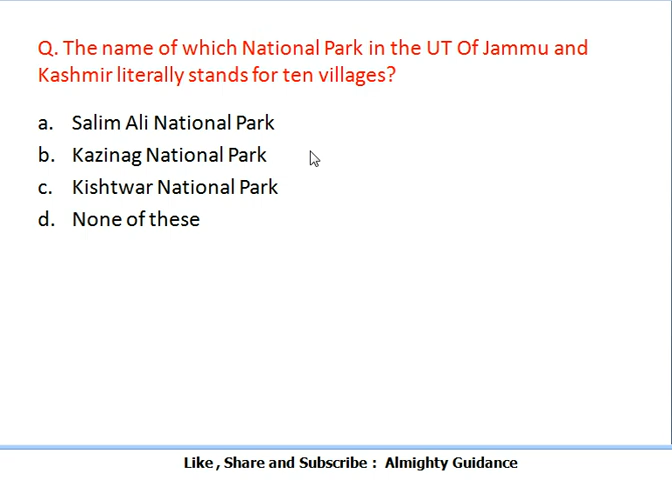 Q. The name of which National Park in the UT Of Jammu and
Kashmir literally stands for ten villages?
a. Salim Ali National Park
b. Kazinag National Park
c. Kishtwar National Park
d. None of these
Like , Share and Subscribe : Almighty Guidance